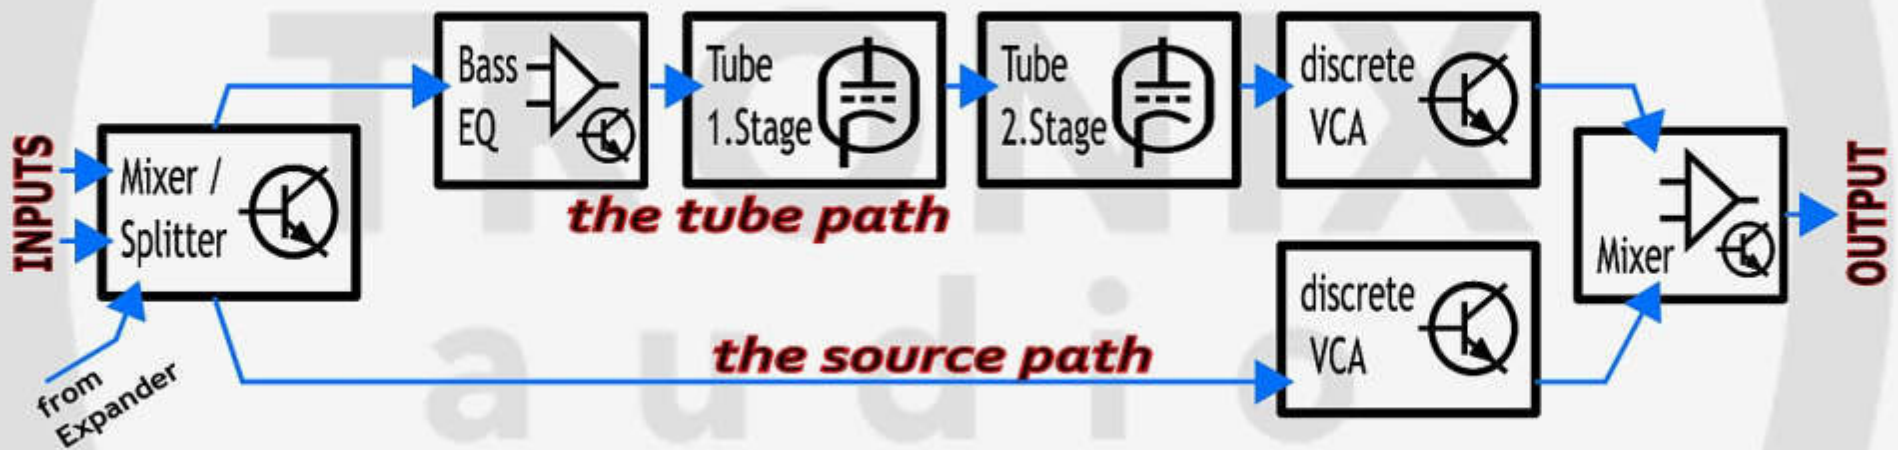 INPUTS
Mixer /
Splitter
from
Expander
Bass
EQ
Tube
1.Stage
Tube
2.Stage
discrete
VCA
the tube path
the source path
discrete
VCA
Mixer
OUTPUT
TRONIX
audio